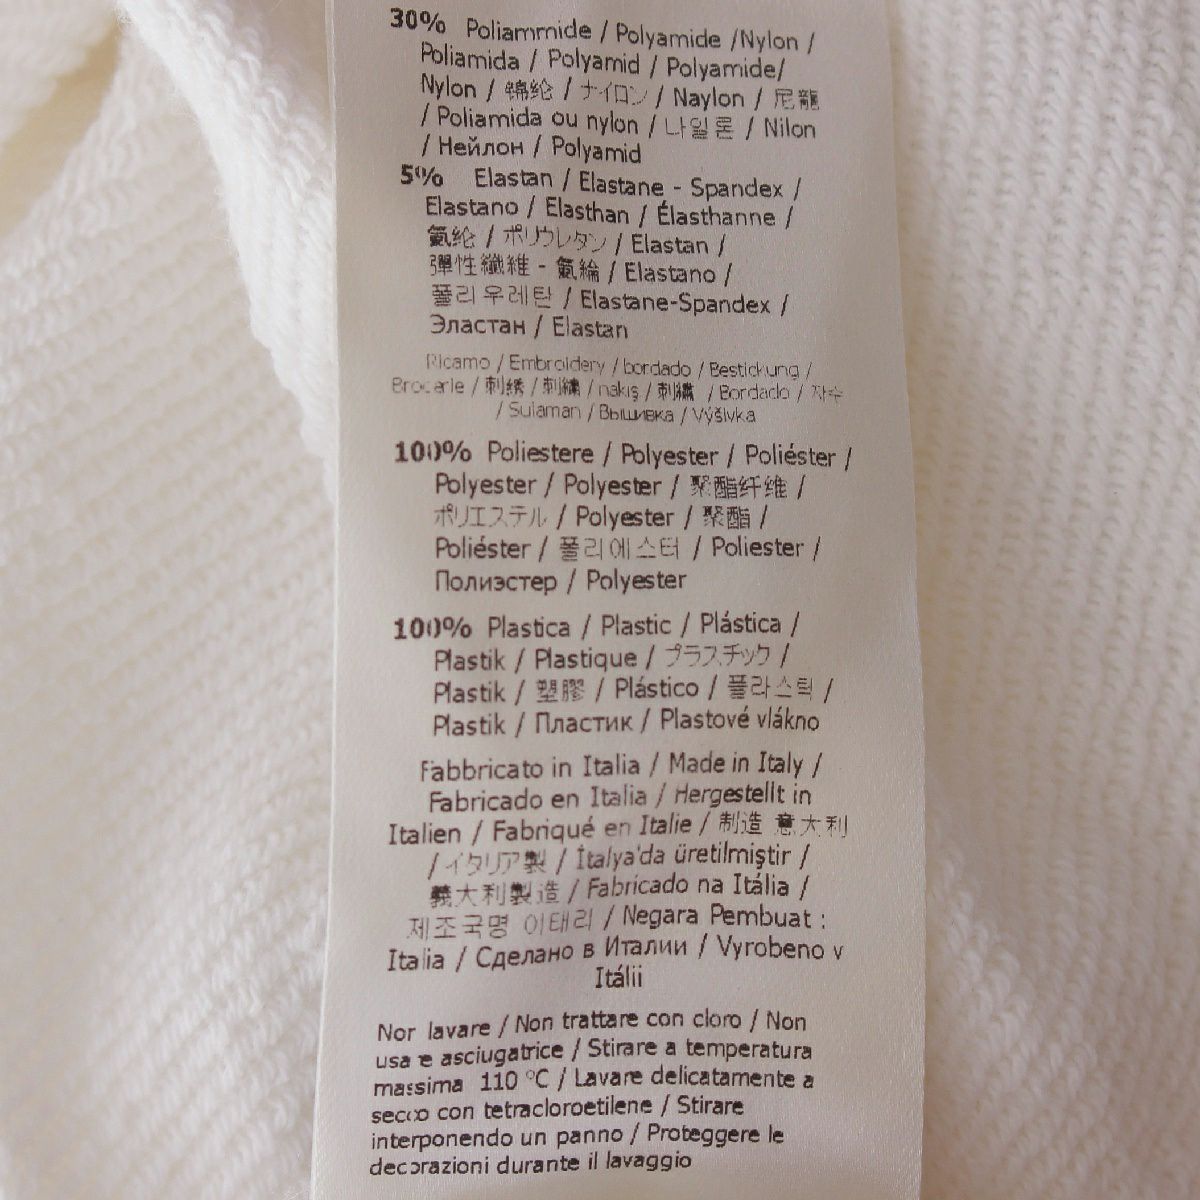 30% Poliammide / Polyamide /Nylon /
Poliamida / Polyamid / Polyamide/
Nylon / 锦纶 / ナイロン / Naylon / 尼龍
/ Poliamida ou nylon / 나일론 / Nilon
/ Нейлон / Polyamid
5% Elastan / Elastane - Spandex /
Elastano / Elasthan / Élasthanne /
氨纶 / ポリウレタン / Elastan /
彈性纖維 - 氨綸 / Elastano /
폴리우레탄 / Elastane-Spandex /
Эластан / Elastan
Ricamo / Embroidery / bordado / Bestickung /
Broderie / 刺绣 / 刺繍 / nakış / 刺繡 / Bordado / 자수
/ Sulaman / Вышивка / Výšivka
100% Poliestere / Polyester / Poliéster /
Polyester / Polyester / 聚酯纤维 /
ポリエステル / Polyester / 聚酯 /
Poliéster / 폴리에스터 / Poliester /
Полиэстер / Polyester
100% Plastica / Plastic / Plástica /
Plastik / Plastique / プラスチック /
Plastik / 塑膠 / Plástico / 플라스틱 /
Plastik / Пластик / Plastové vlákno
Fabbricato in Italia / Made in Italy /
Fabricado en Italia / Hergestellt in
Italien / Fabriqué en Italie / 制造 意大利
/ イタリア製 / İtalya'da üretilmiştir /
義大利製造 / Fabricado na Itália /
제조국명 이태리 / Negara Pembuat :
Italia / Сделано в Италии / Vyrobeno v
Itálii
Non lavare / Non trattare con cloro / Non
usare asciugatrice / Stirare a temperatura
massima 110 °C / Lavare delicatamente a
secco con tetracloroetilene / Stirare
interponendo un panno / Proteggere le
decorazioni durante il lavaggio